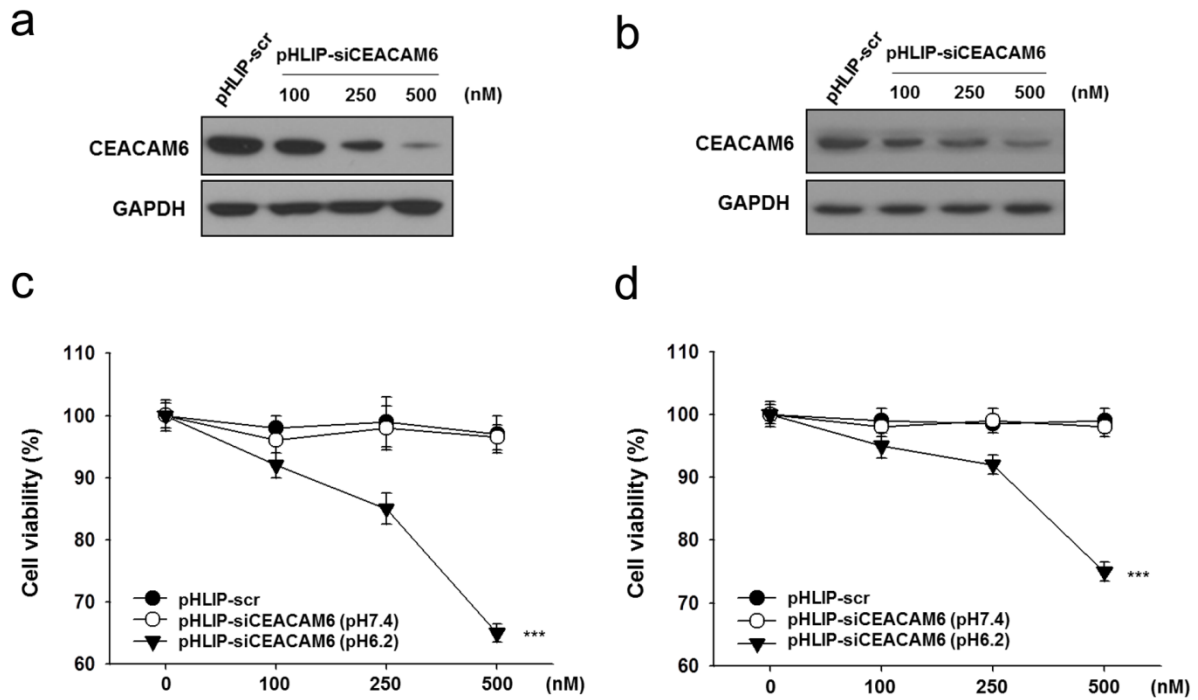 a
pHLIP-scr
pHLIP-siCEACAM6
100 250 500 (nM)
CEACAM6
GAPDH
b
pHLIP-scr
pHLIP-siCEACAM6
100 250 500 (nM)
CEACAM6
GAPDH
c
Cell viability (%)
110
100
90
80
70
60
pHLIP-scr
pHLIP-siCEACAM6 (pH7.4)
pHLIP-siCEACAM6 (pH6.2)
***
0 100 250 500 (nM)
d
Cell viability (%)
110
100
90
80
70
60
pHLIP-scr
pHLIP-siCEACAM6 (pH7.4)
pHLIP-siCEACAM6 (pH6.2)
***
0 100 250 500 (nM)